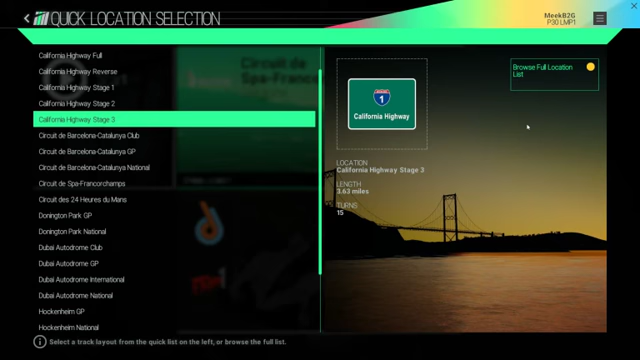 QUICK LOCATION SELECTION
MeekB2G
P30 LMP1
California Highway Full
California Highway Reverse
California Highway Stage 1
California Highway Stage 2
California Highway Stage 3
Circuit de Barcelona-Catalunya Club
Circuit de Barcelona-Catalunya GP
Circuit de Barcelona-Catalunya National
Circuit de Spa-Francorchamps
Circuit des 24 Heures du Mans
Donington Park GP
Donington Park National
Dubai Autodrome Club
Dubai Autodrome GP
Dubai Autodrome International
Dubai Autodrome National
Hockenheim GP
Hockenheim National
Circuit de
Spa-Francorc
1
California Highway
Browse Full Location
List
LOCATION
California Highway Stage 3
LENGTH
3.63 miles
TURNS
15
Select a track layout from the quick list on the left, or browse the full list.